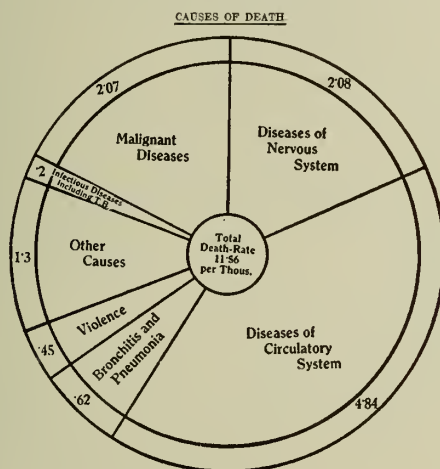 CAUSES OF DEATH
2·07
2·08
Malignant
Diseases
Diseases of
Nervous
System
·2
Infectious Diseases
including T.B.
Total
Death-Rate
11·56
per Thous.
1·3
Other
Causes
Violence
·45
Bronchitis and
Pneumonia
·62
Diseases of
Circulatory
System
4·84